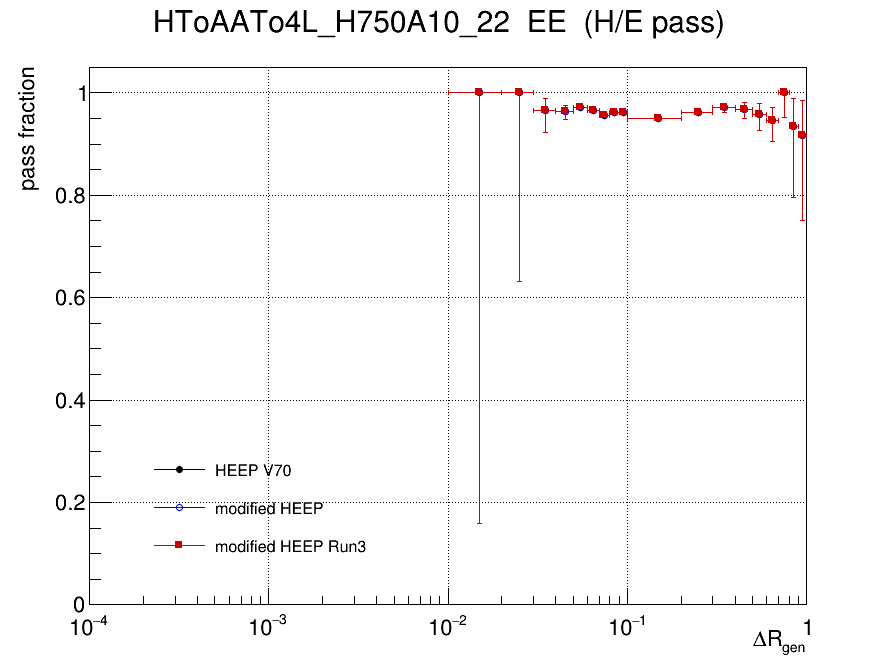 HToAATo4L_H750A10_22 EE (H/E pass)
pass fraction
1
0.8
0.6
0.4
0.2
0
HEEP V70
modified HEEP
modified HEEP Run3
10⁻⁴ 10⁻³ 10⁻² 10⁻¹ 1
ΔR_gen